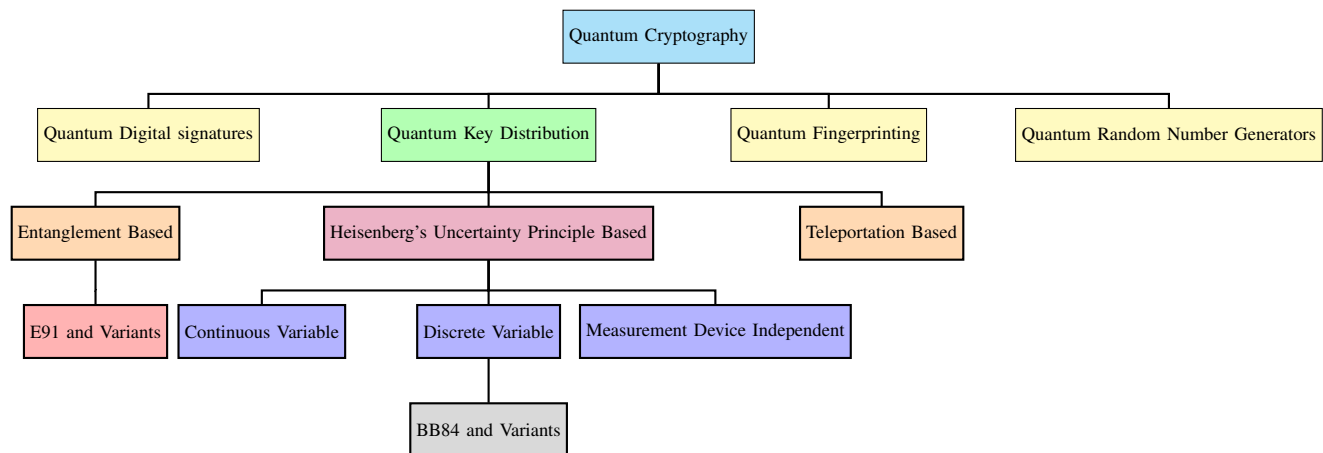 Quantum Cryptography
Quantum Digital signatures
Quantum Key Distribution
Quantum Fingerprinting
Quantum Random Number Generators
Entanglement Based
Heisenberg's Uncertainty Principle Based
Teleportation Based
E91 and Variants
Continuous Variable
Discrete Variable
Measurement Device Independent
BB84 and Variants